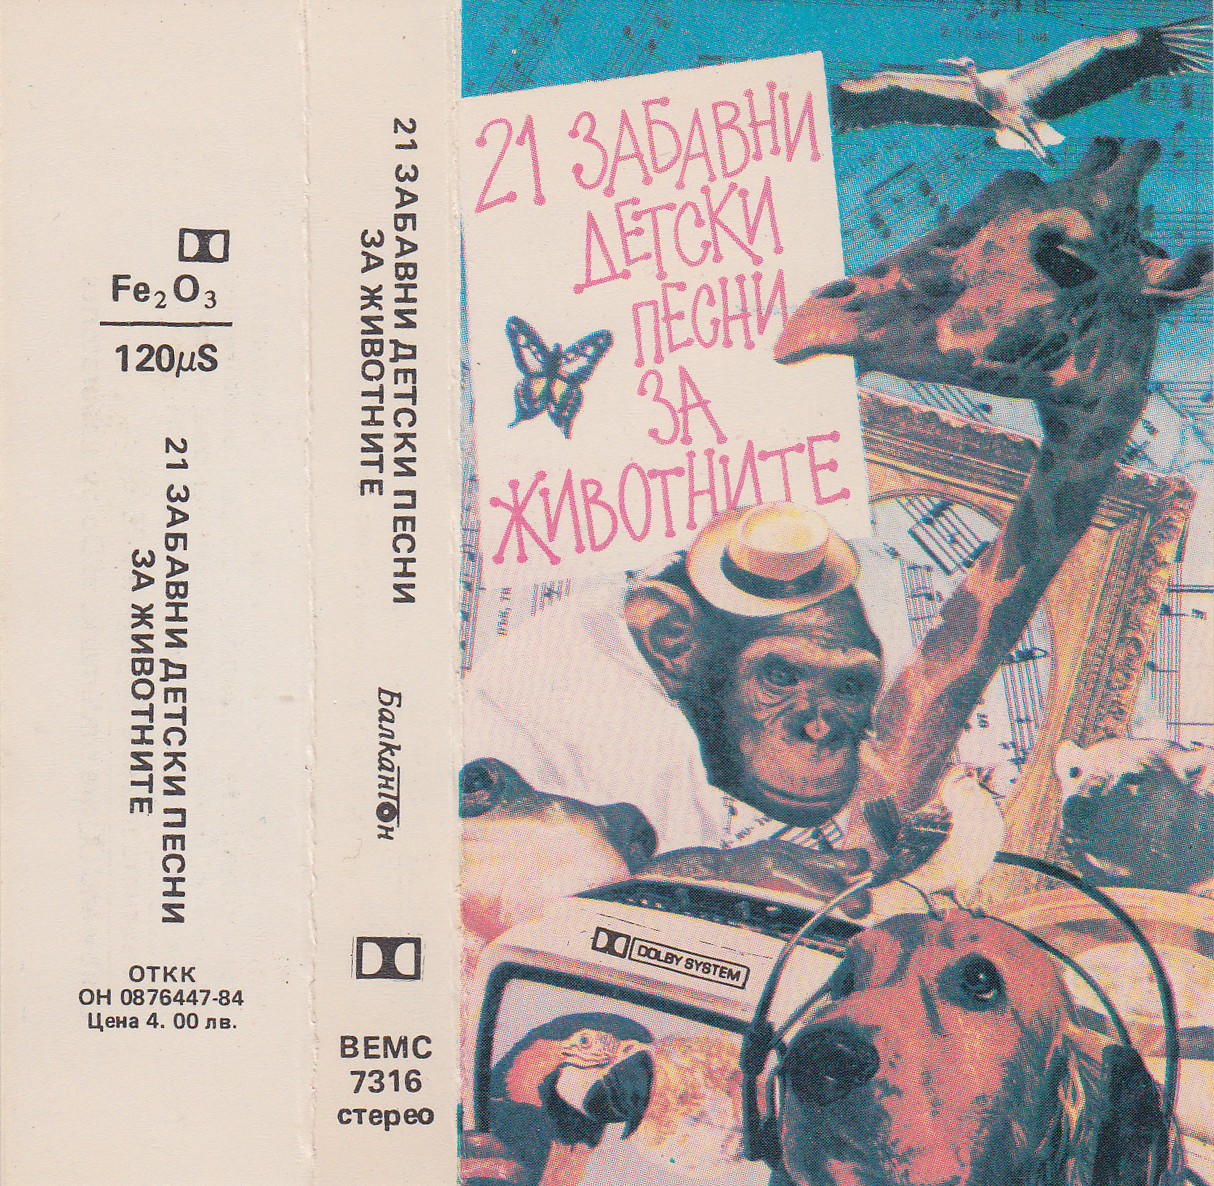 Fe₂O₃
120µS
21 ЗАБАВНИ ДЕТСКИ ПЕСНИ
ЗА ЖИВОТНИТЕ
ОТКК
ОН 0876447-84
Цена 4. 00 лв.
21 ЗАБАВНИ ДЕТСКИ ПЕСНИ
ЗА ЖИВОТНИТЕ
Балкантон
ВЕМС
7316
стерео
21 ЗАБАВНИ
ДЕТСКИ
ПЕСНИ
ЗА
ЖИВОТНИТЕ
DOLBY SYSTEM